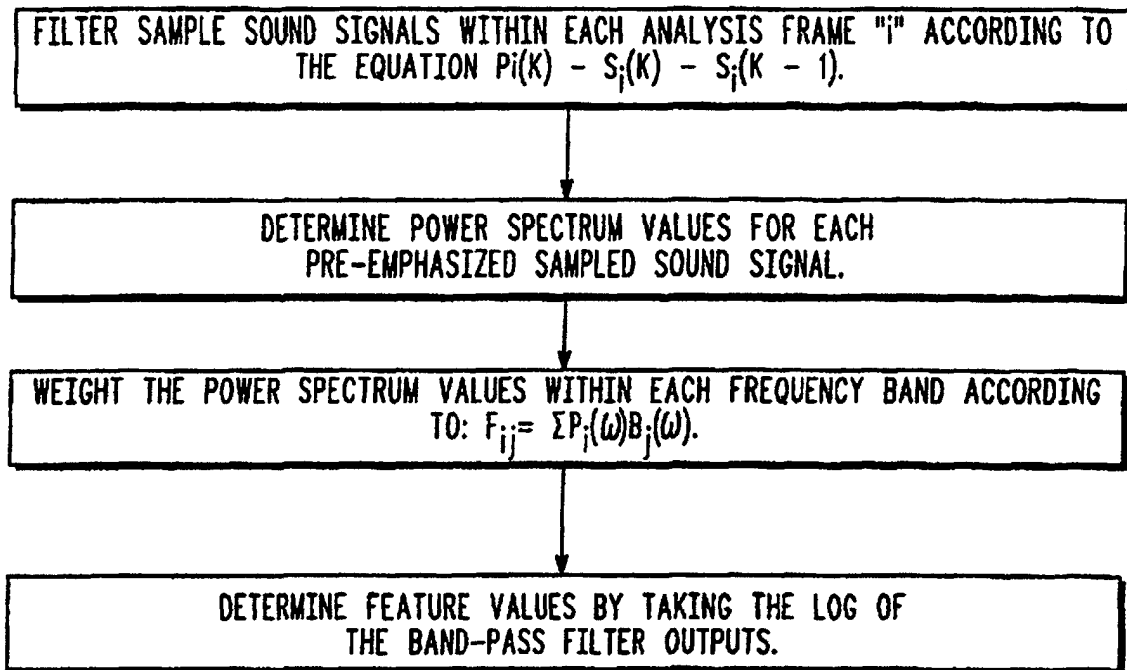 FILTER SAMPLE SOUND SIGNALS WITHIN EACH ANALYSIS FRAME "i" ACCORDING TO
THE EQUATION Pi(K) - Si(K) - Si(K - 1).
DETERMINE POWER SPECTRUM VALUES FOR EACH
PRE-EMPHASIZED SAMPLED SOUND SIGNAL.
WEIGHT THE POWER SPECTRUM VALUES WITHIN EACH FREQUENCY BAND ACCORDING
TO: Fij= ΣPi(ω)Bj(ω).
DETERMINE FEATURE VALUES BY TAKING THE LOG OF
THE BAND-PASS FILTER OUTPUTS.